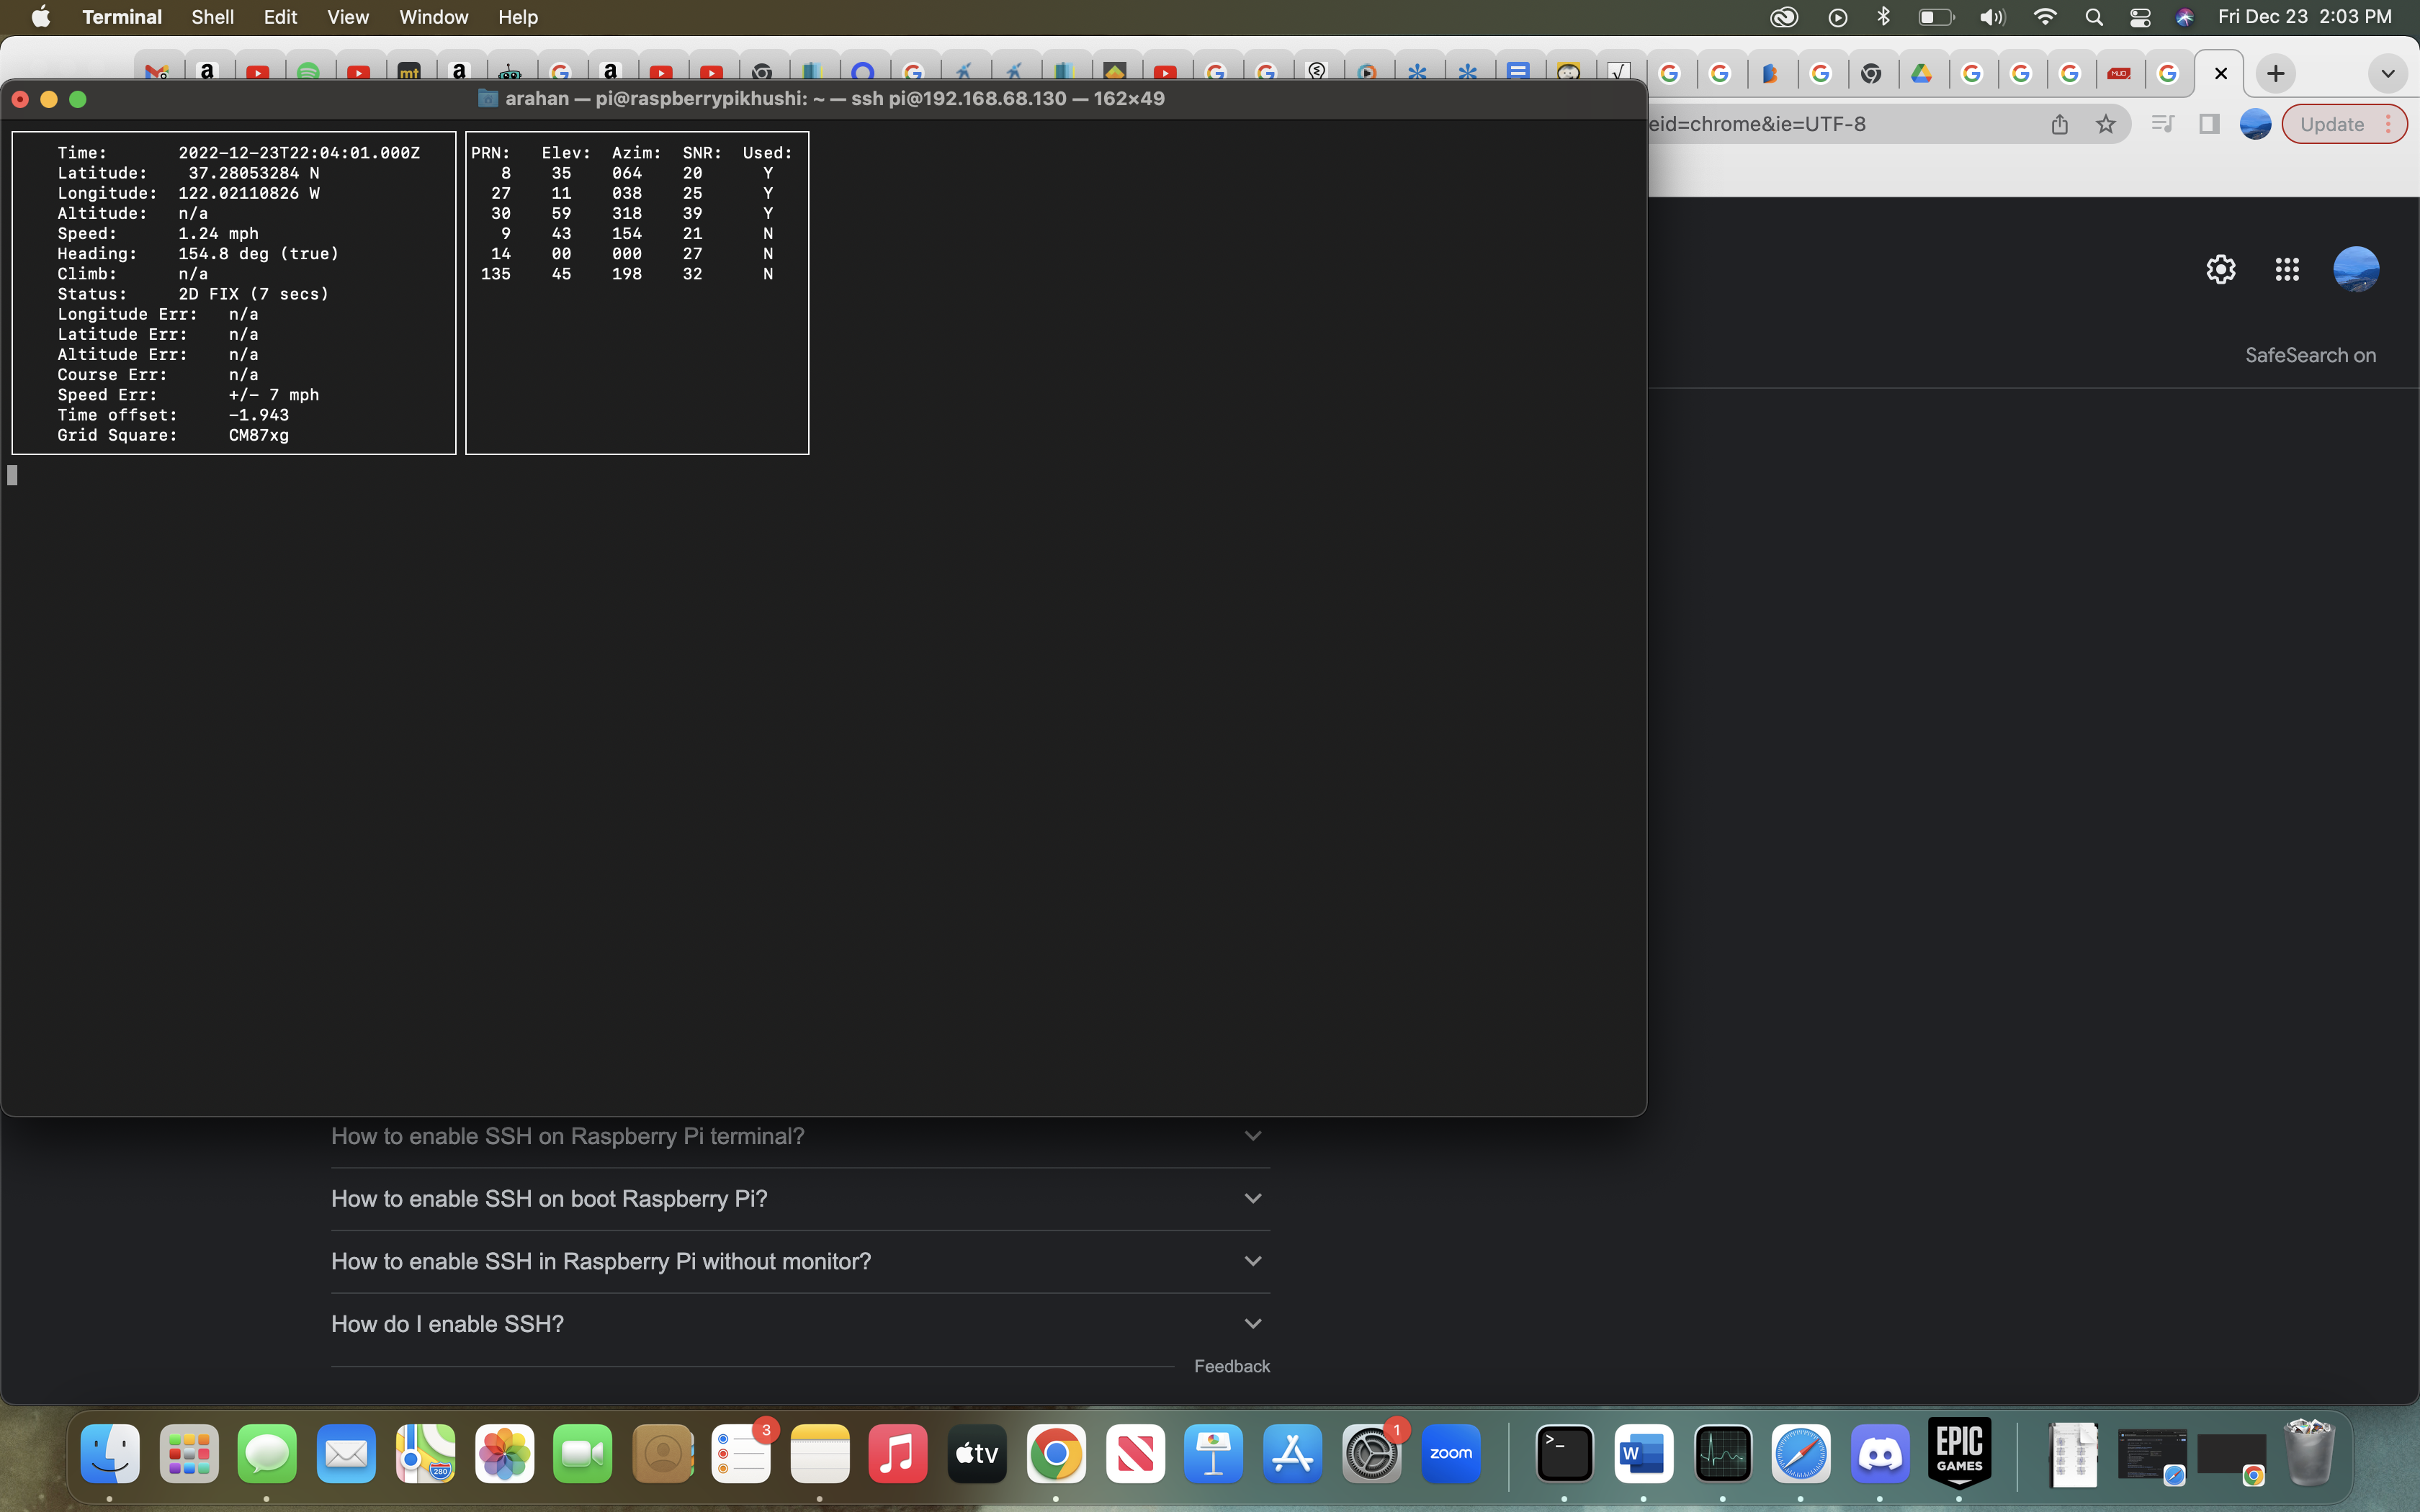 Terminal Shell Edit View Window Help Fri Dec 23 2:03 PM
arahan — pi@raspberrypikhushi: ~ — ssh pi@192.168.68.130 — 162×49
eid=chrome&ie=UTF-8 Update
Time: 2022-12-23T22:04:01.000Z
Latitude: 37.28053284 N
Longitude: 122.02110826 W
Altitude: n/a
Speed: 1.24 mph
Heading: 154.8 deg (true)
Climb: n/a
Status: 2D FIX (7 secs)
Longitude Err: n/a
Latitude Err: n/a
Altitude Err: n/a
Course Err: n/a
Speed Err: +/- 7 mph
Time offset: -1.943
Grid Square: CM87xg
PRN: Elev: Azim: SNR: Used:
8 35 064 20 Y
27 11 038 25 Y
30 59 318 39 Y
9 43 154 21 N
14 00 000 27 N
135 45 198 32 N
SafeSearch on
How to enable SSH on Raspberry Pi terminal?
How to enable SSH on boot Raspberry Pi?
How to enable SSH in Raspberry Pi without monitor?
How do I enable SSH?
Feedback
280
3
tv
1
zoom
W
EPIC
GAMES